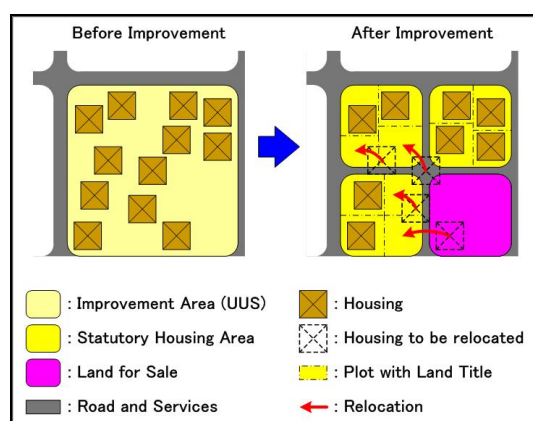 Before Improvement
After Improvement
: Improvement Area (UUS)
: Housing
: Statutory Housing Area
: Housing to be relocated
: Land for Sale
: Plot with Land Title
: Road and Services
: Relocation